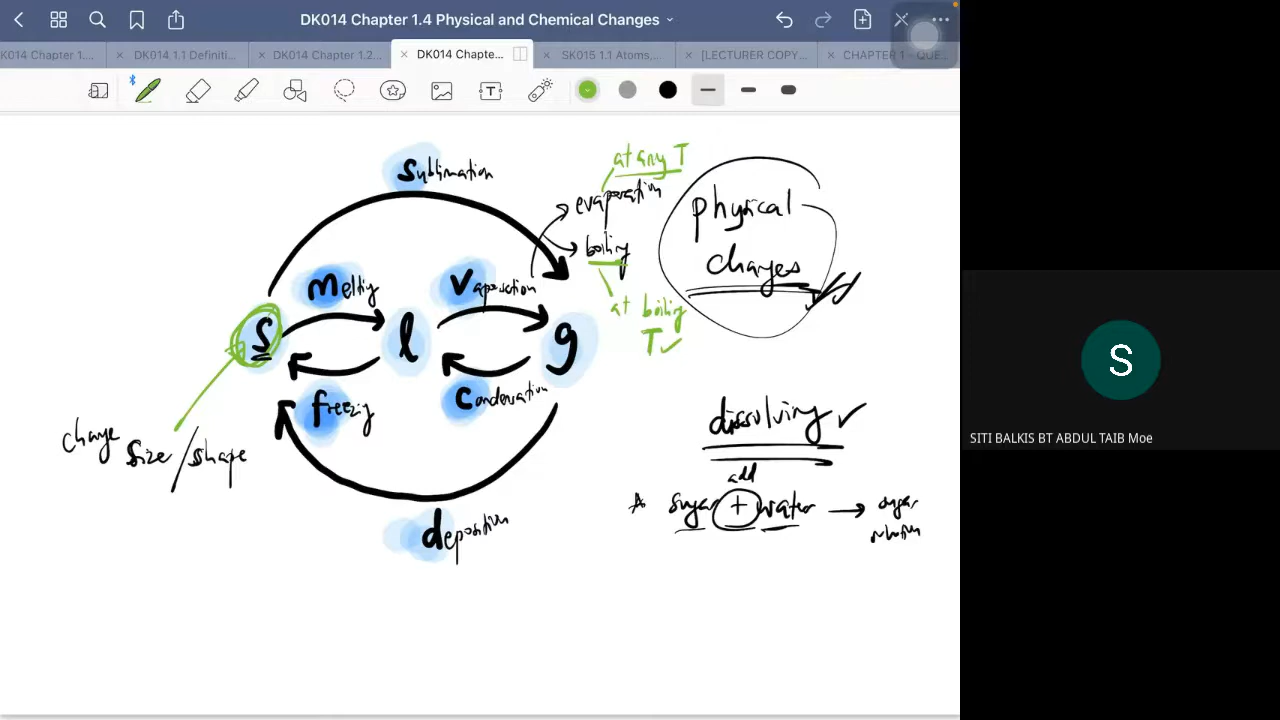 DK014 Chapter 1.4 Physical and Chemical Changes
K014 Chapter 1....
DK014 1.1 Definiti...
DK014 Chapter 1.2...
DK014 Chapte...
SK015 1.1 Atoms,...
[LECTURER COPY...
CHAPTER 1 - QUE...
T
Sublimation
at any T
evaporation
boiling
at boiling
T ✓
physical
changes
Melting
Vaporisation
S
l
g
freezing
Condensation
change size/shape
deposition
dissolving ✓
add
sugar + water → sugar
solution
S
SITI BALKIS BT ABDUL TAIB Moe